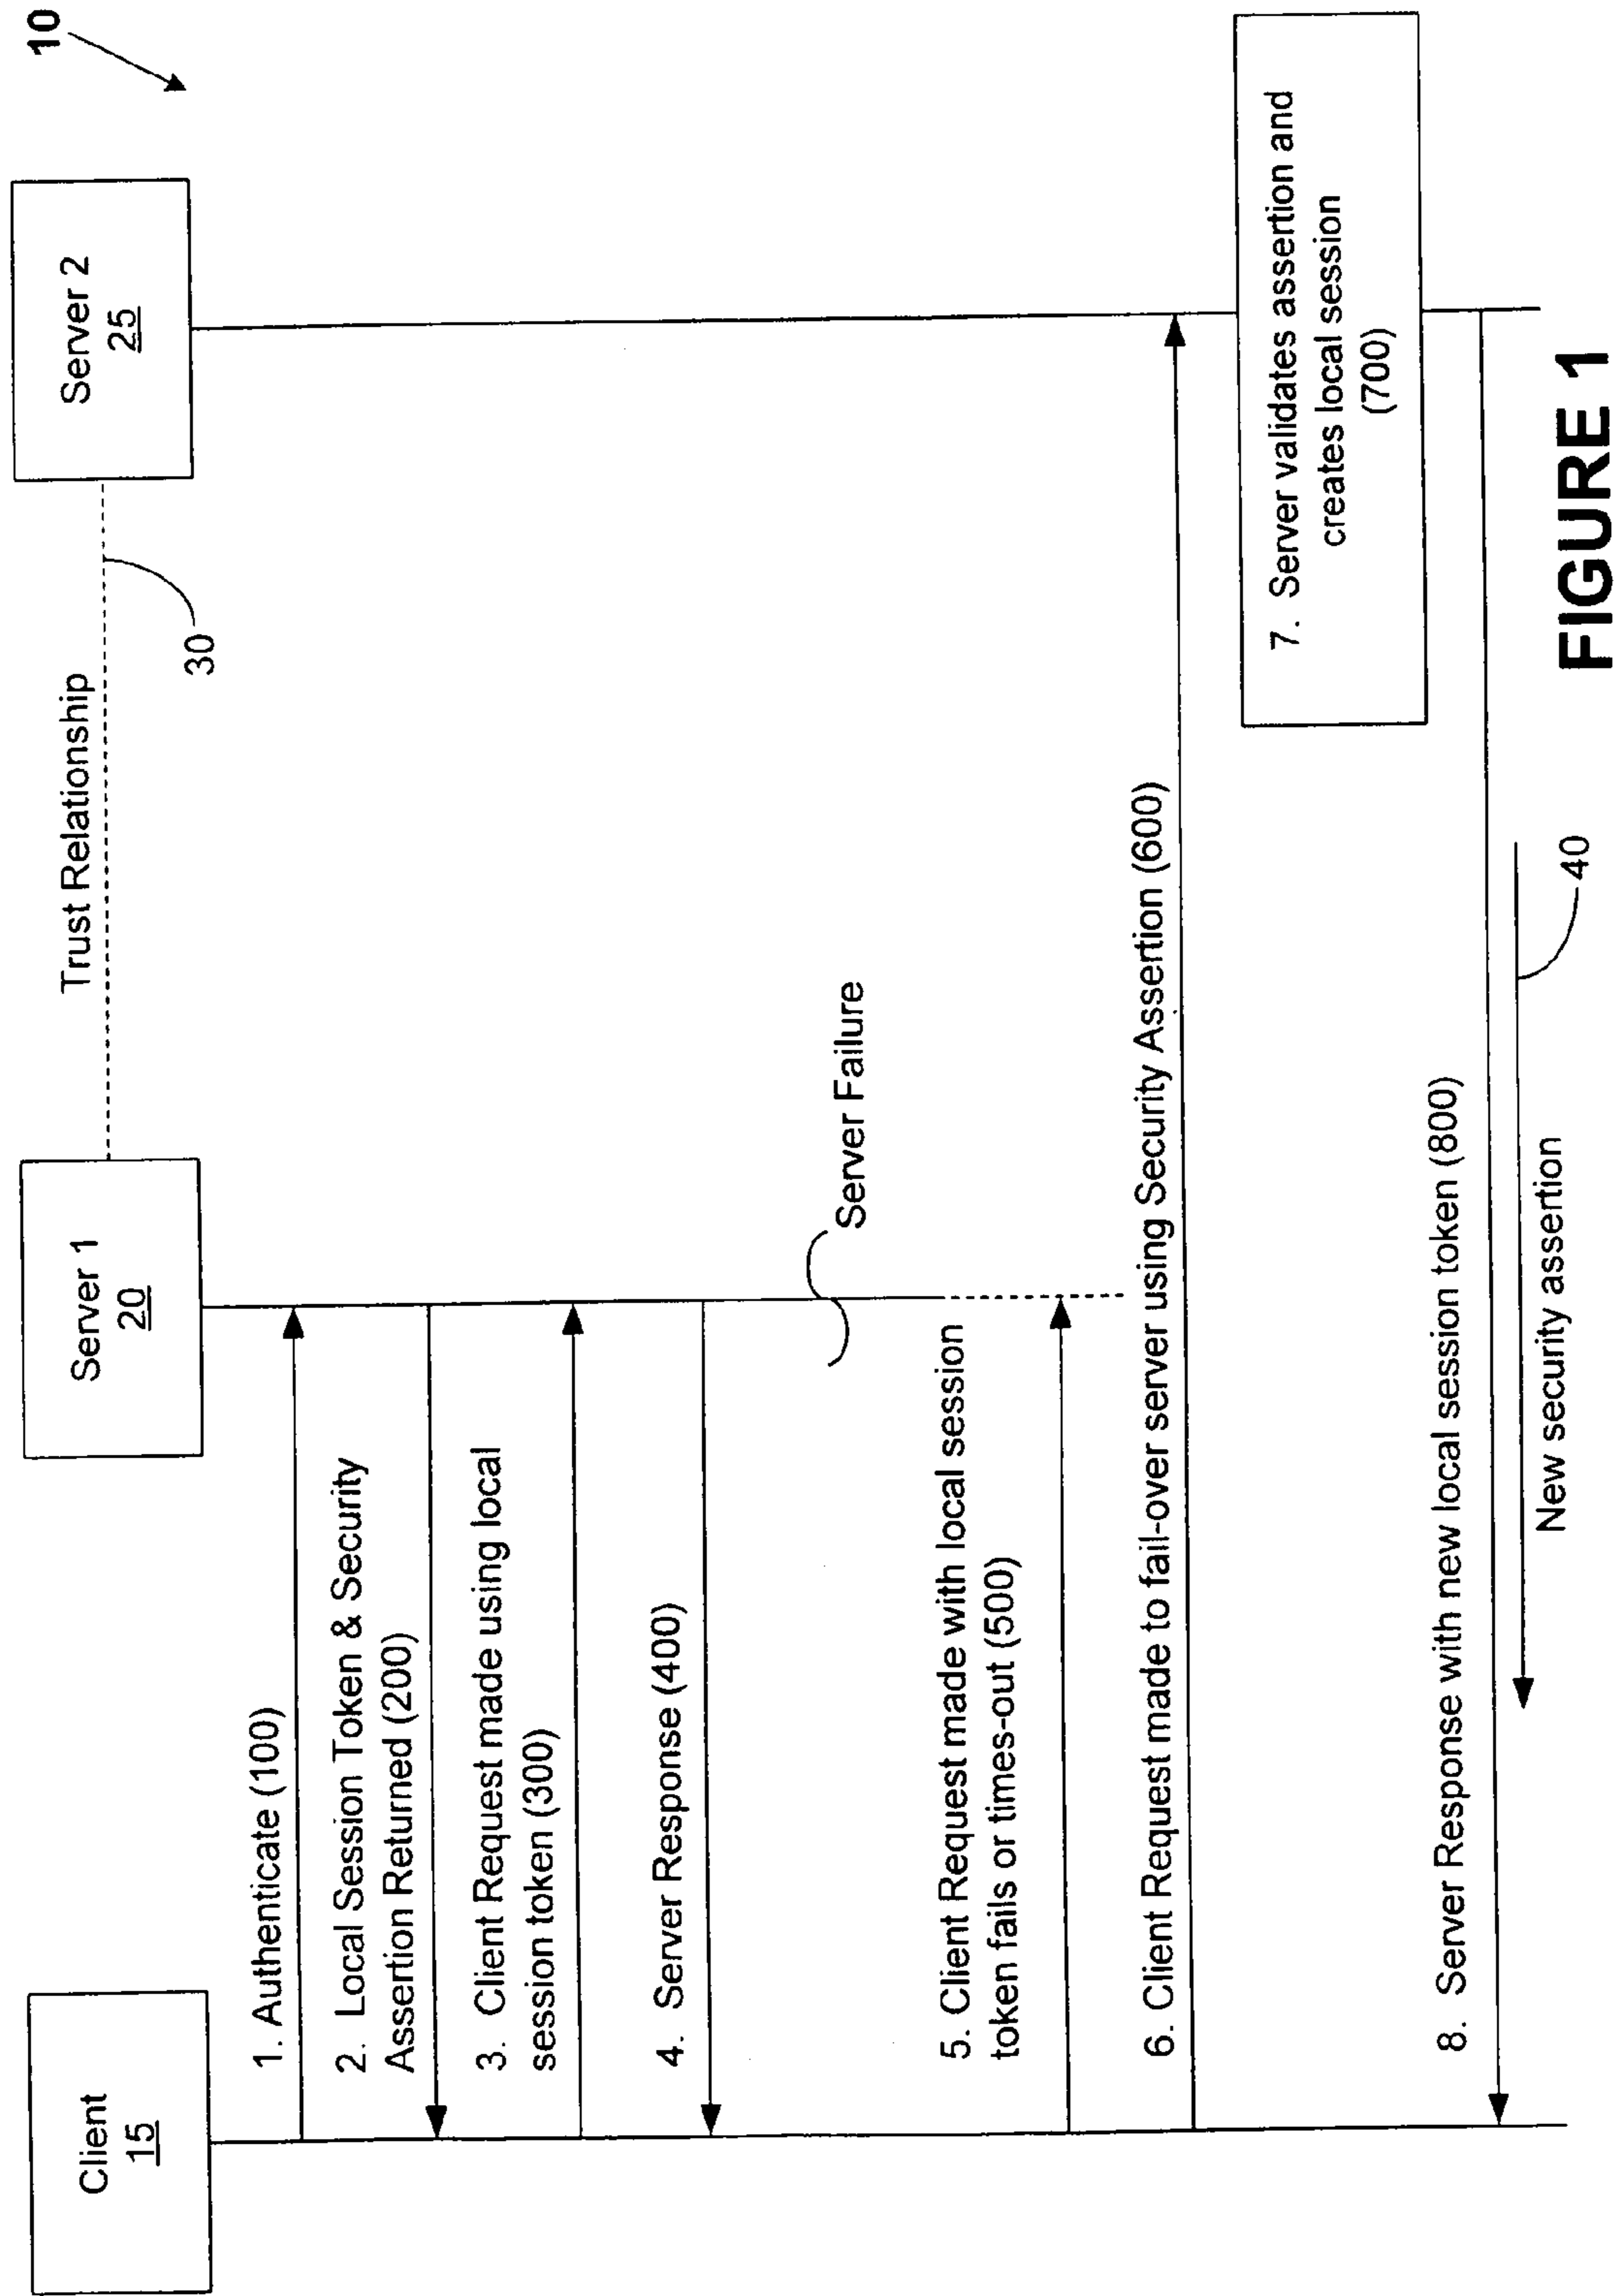 10
Client
15
Server 1
20
Trust Relationship
30
Server 2
25
1. Authenticate (100)
2. Local Session Token & Security
Assertion Returned (200)
3. Client Request made using local
session token (300)
4. Server Response (400)
Server Failure
5. Client Request made with local session
token fails or times-out (500)
6. Client Request made to fail-over server using Security Assertion (600)
7. Server validates assertion and
creates local session
(700)
8. Server Response with new local session token (800)
New security assertion
40
FIGURE 1